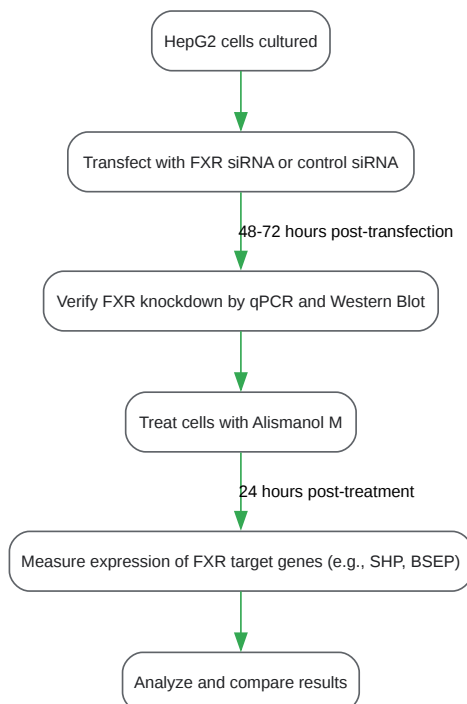 HepG2 cells cultured
Transfect with FXR siRNA or control siRNA
48-72 hours post-transfection
Verify FXR knockdown by qPCR and Western Blot
Treat cells with Alismanol M
24 hours post-treatment
Measure expression of FXR target genes (e.g., SHP, BSEP)
Analyze and compare results